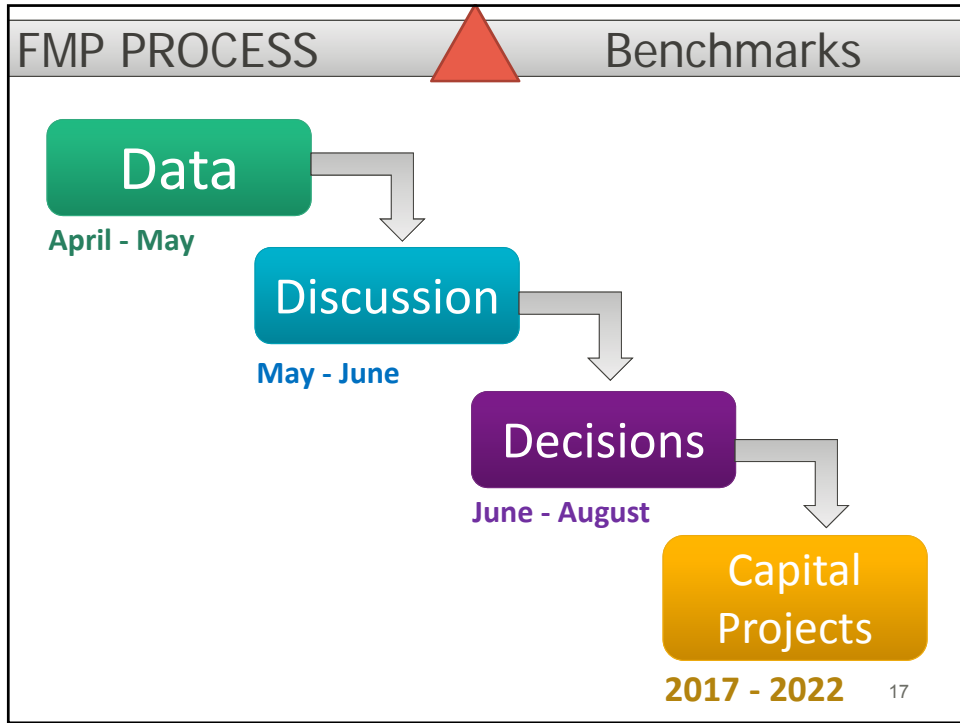 FMP PROCESS
Benchmarks
Data
April - May
Discussion
May - June
Decisions
June - August
Capital
Projects
2017 - 2022
17